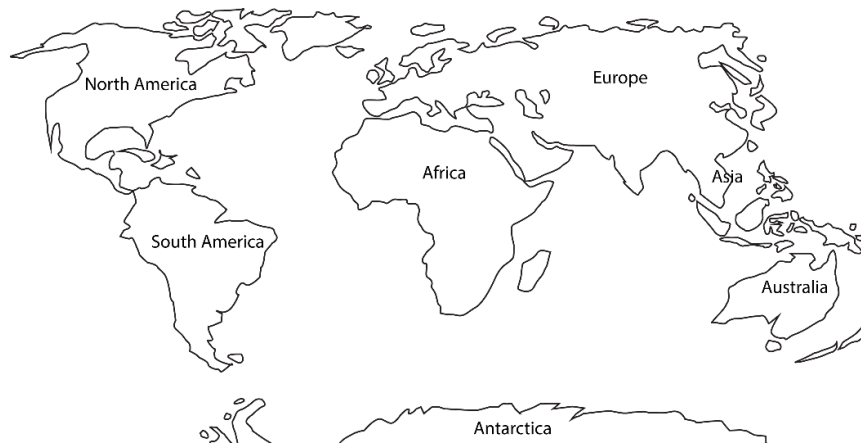 North America
Europe
Africa
Asia
South America
Australia
Antarctica